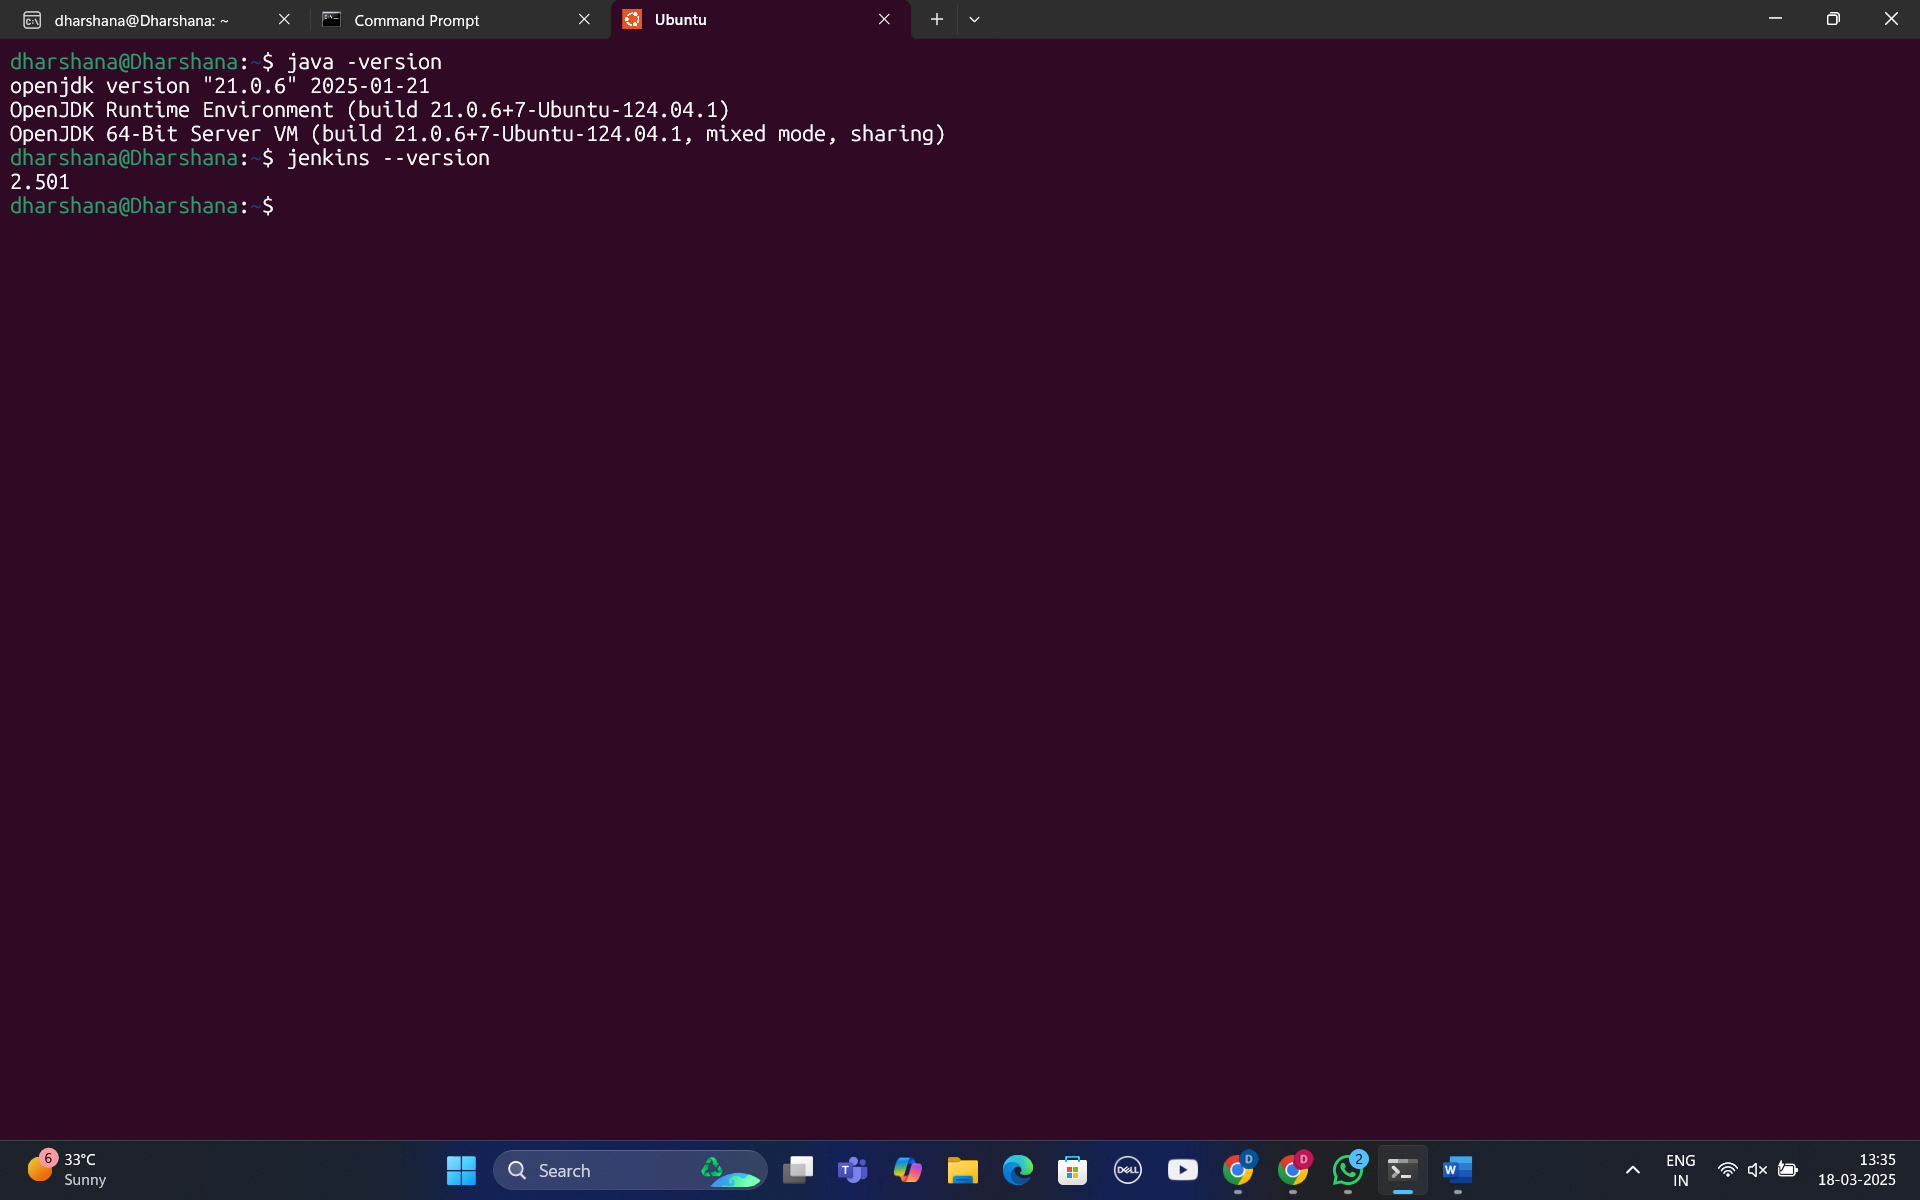 dharshana@Dharshana: ~
Command Prompt
Ubuntu
dharshana@Dharshana:~$ java -version
openjdk version "21.0.6" 2025-01-21
OpenJDK Runtime Environment (build 21.0.6+7-Ubuntu-124.04.1)
OpenJDK 64-Bit Server VM (build 21.0.6+7-Ubuntu-124.04.1, mixed mode, sharing)
dharshana@Dharshana:~$ jenkins --version
2.501
dharshana@Dharshana:~$
6
33°C
Sunny
Search
T
DELL
D
D
2
W
ENG
IN
13:35
18-03-2025